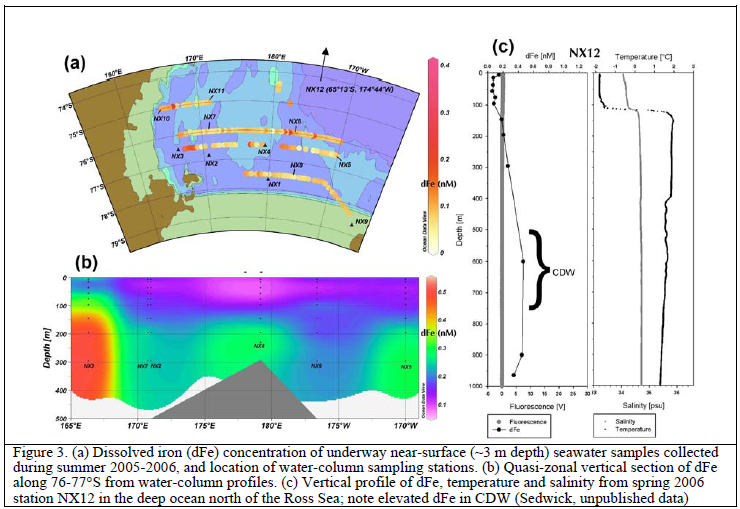 (a)
160°E
170°E
180°E
170°W
NX12 (65°13'S, 174°44'W)
74°S
75°S
76°S
77°S
78°S
79°S
NX11
NX10
NX7
NX6
NX3
NX2
NX4
NX5
NX8
NX1
NX9
0.4
0.3
0.2
0.1
0
dFe (nM)
Ocean Data View
(b)
Depth [m]
0
100
200
300
400
500
NX3
NX7
NX2
NX4
NX6
NX5
165°E
170°E
175°E
180°E
175°W
170°W
0.5
0.4
0.3
0.2
0.1
0
dFe (nM)
Ocean Data View
(c)
NX12
dFe (nM)
0
0.2
0.4
0.6
0.8
1.0
Temperature [°C]
-2
-1
0
1
2
3
Depth [m]
0
100
200
300
400
500
600
700
800
900
1000
CDW
0
5
10
15
20
25
30
Fluorescence [V]
34
35
36
Salinity [psu]
Fluorescence
dFe
Salinity
Temperature
Figure 3. (a) Dissolved iron (dFe) concentration of underway near-surface (~3 m depth) seawater samples collected
during summer 2005-2006, and location of water-column sampling stations. (b) Quasi-zonal vertical section of dFe
along 76-77°S from water-column profiles. (c) Vertical profile of dFe, temperature and salinity from spring 2006
station NX12 in the deep ocean north of the Ross Sea; note elevated dFe in CDW (Sedwick, unpublished data)